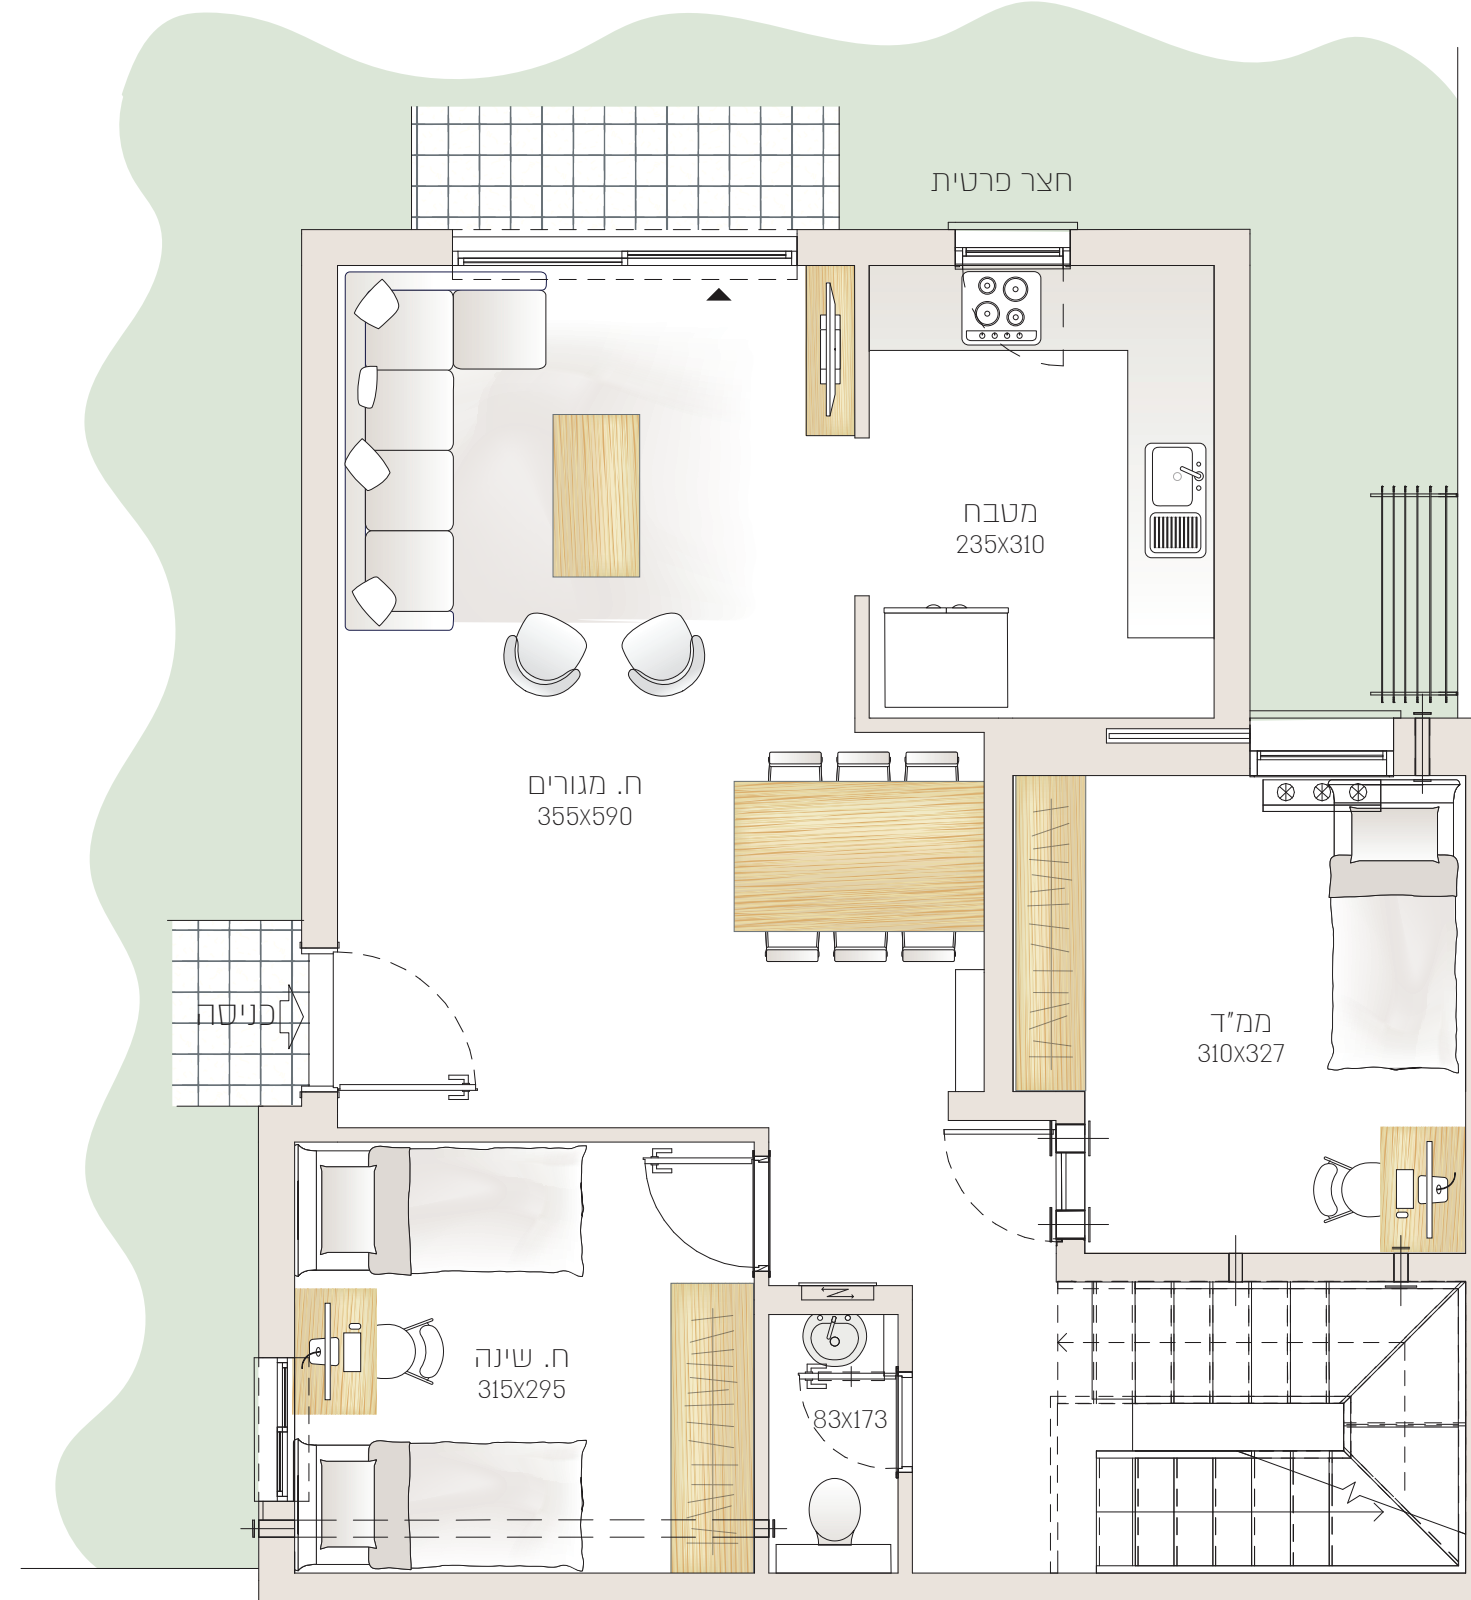 חצר פרטית
מטבח
235x310
ח. מגורים
355x590
ממ"ד
310x327
כניסה
ח. שינה
315x295
83x173